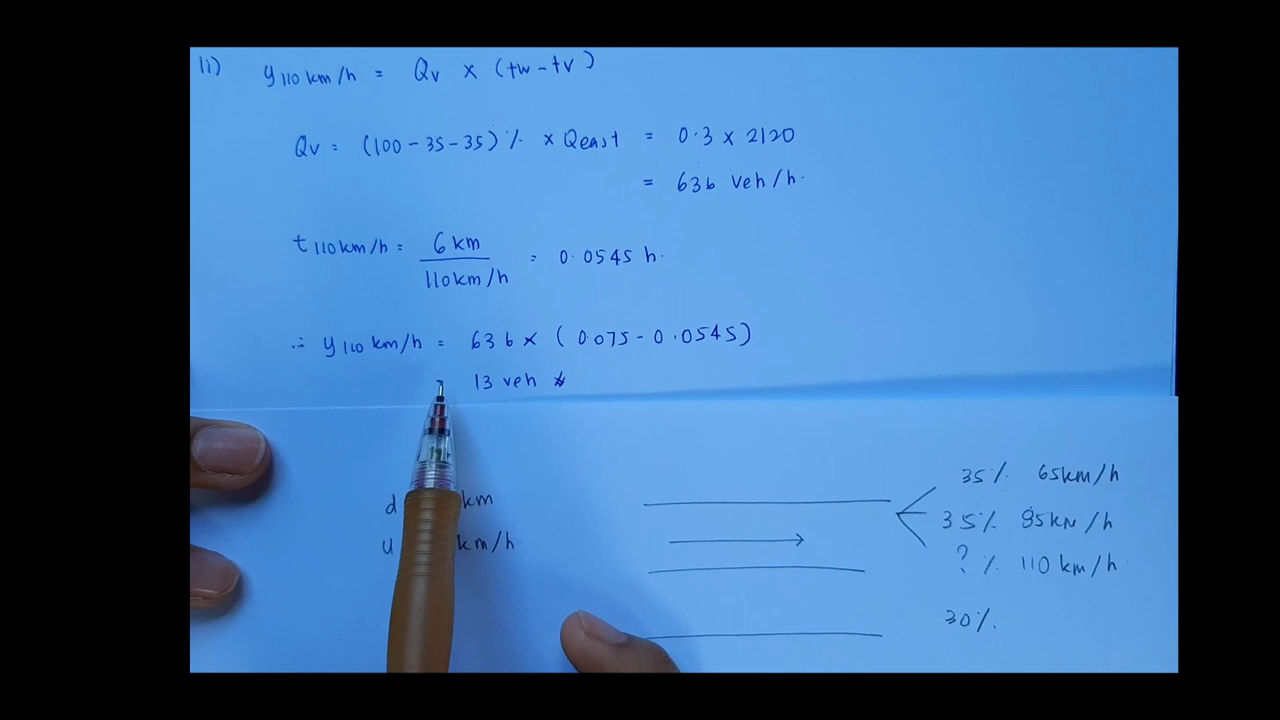 ii) y110 km/h = Qv × (tw - tv)
Qv = (100 - 35 - 35) % × Qeast = 0.3 × 2120
= 636 veh/h.
t110km/h = 6 km / 110km/h = 0.0545 h.
∴ y110 km/h = 636 × (0.075 - 0.0545)
= 13 veh
d km
u km/h
35% 65km/h
35% 85km/h
? % 110 km/h
30%.